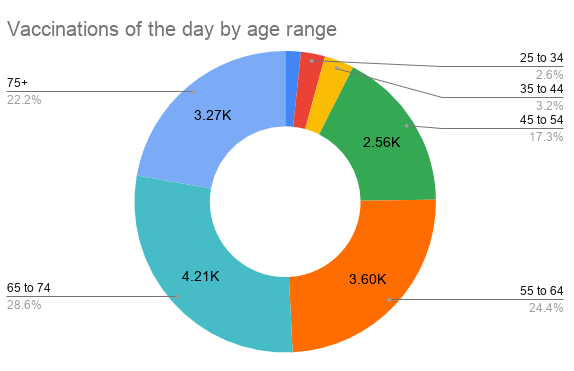 Vaccinations of the day by age range
75+
22.2%
25 to 34
2.6%
35 to 44
3.2%
45 to 54
17.3%
3.27K
2.56K
4.21K
3.60K
65 to 74
28.6%
55 to 64
24.4%